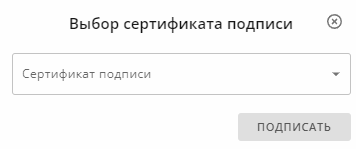 Выбор сертификата подписи
Сертификат подписи
ПОДПИСАТЬ